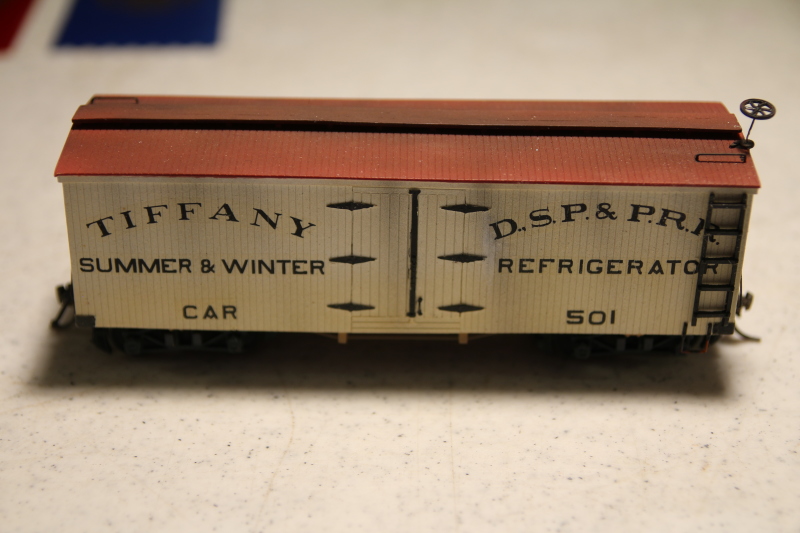 TIFFANY
SUMMER & WINTER
CAR
D.,S.P.& P.R.R.
REFRIGERATOR
501